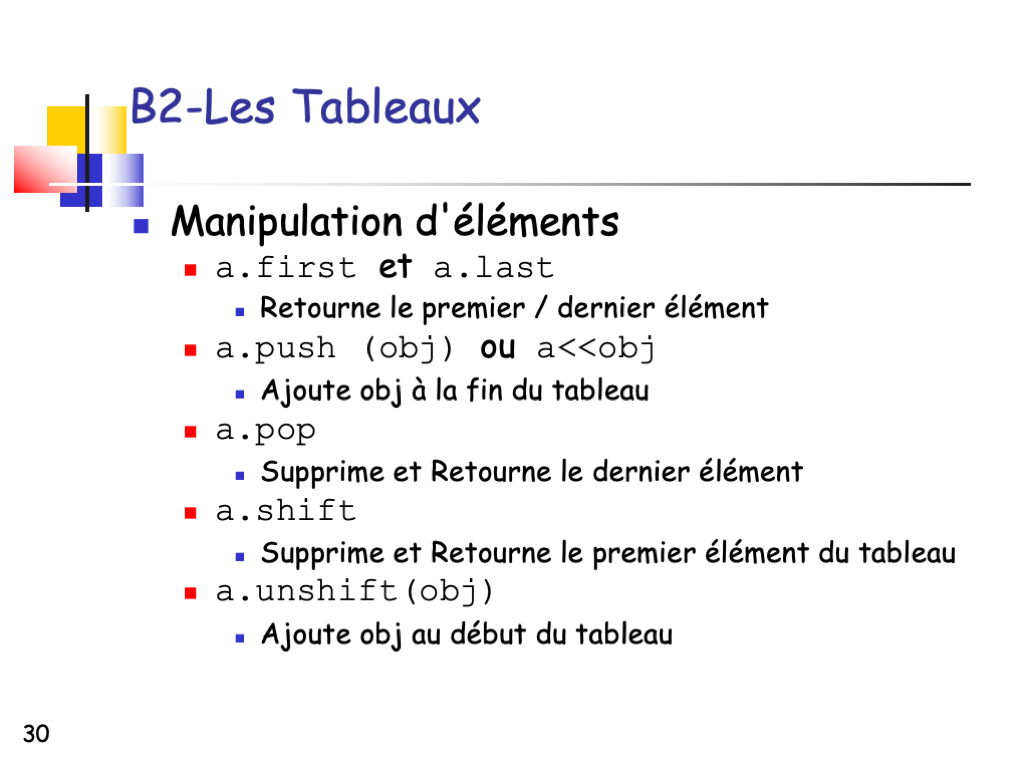 B2-Les Tableaux
Manipulation d'éléments
a.first et a.last
Retourne le premier / dernier élément
a.push (obj) ou a<<obj
Ajoute obj à la fin du tableau
a.pop
Supprime et Retourne le dernier élément
a.shift
Supprime et Retourne le premier élément du tableau
a.unshift(obj)
Ajoute obj au début du tableau
30